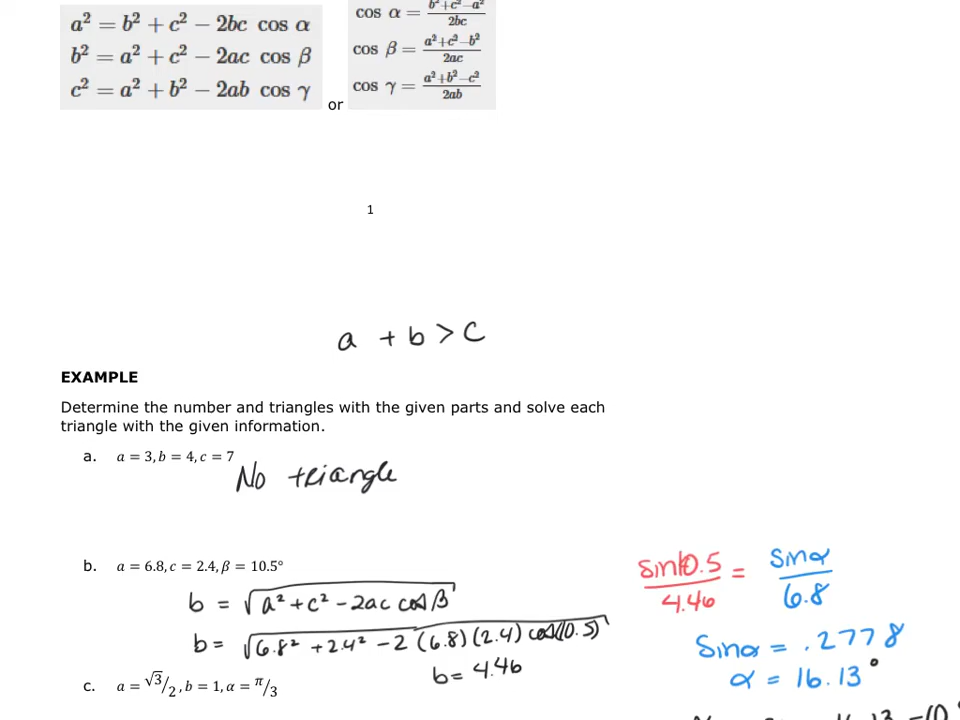 a² = b² + c² − 2bc cos α
b² = a² + c² − 2ac cos β
c² = a² + b² − 2ab cos γ
or
cos α = b²+c²−a²/2bc
cos β = a²+c²−b²/2ac
cos γ = a²+b²−c²/2ab
1
a + b > c
EXAMPLE
Determine the number and triangles with the given parts and solve each
triangle with the given information.
a. a = 3, b = 4, c = 7
No triangle
b. a = 6.8, c = 2.4, β = 10.5°
b = √a² + c² − 2ac cos β
b = √6.8² + 2.4² − 2 (6.8)(2.4) cos(10.5)
b = 4.46
sin10.5/4.46 = sinα/6.8
sinα = .2778
α = 16.13°
c. a = √3/2, b = 1, α = π/3